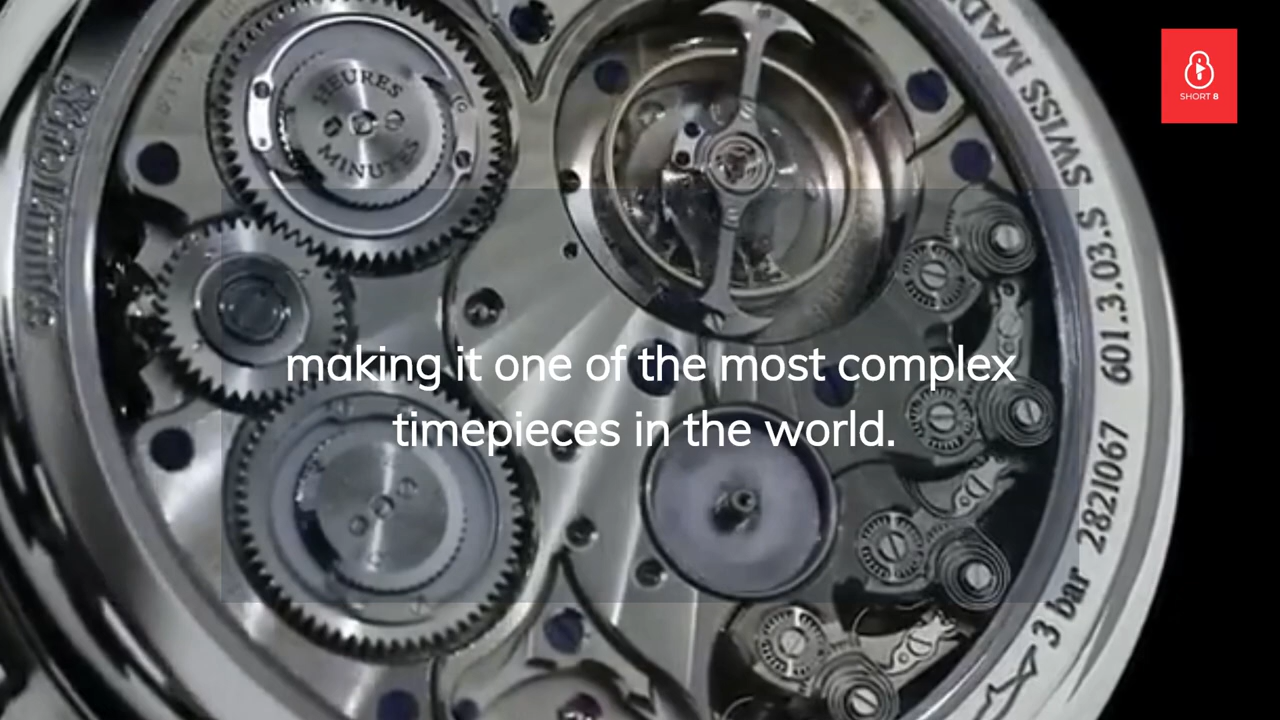 HEURES
MINUTES
SHORT 8
SWISS MADE
601.3.03.S
2821067
3 bar
making it one of the most complex
timepieces in the world.